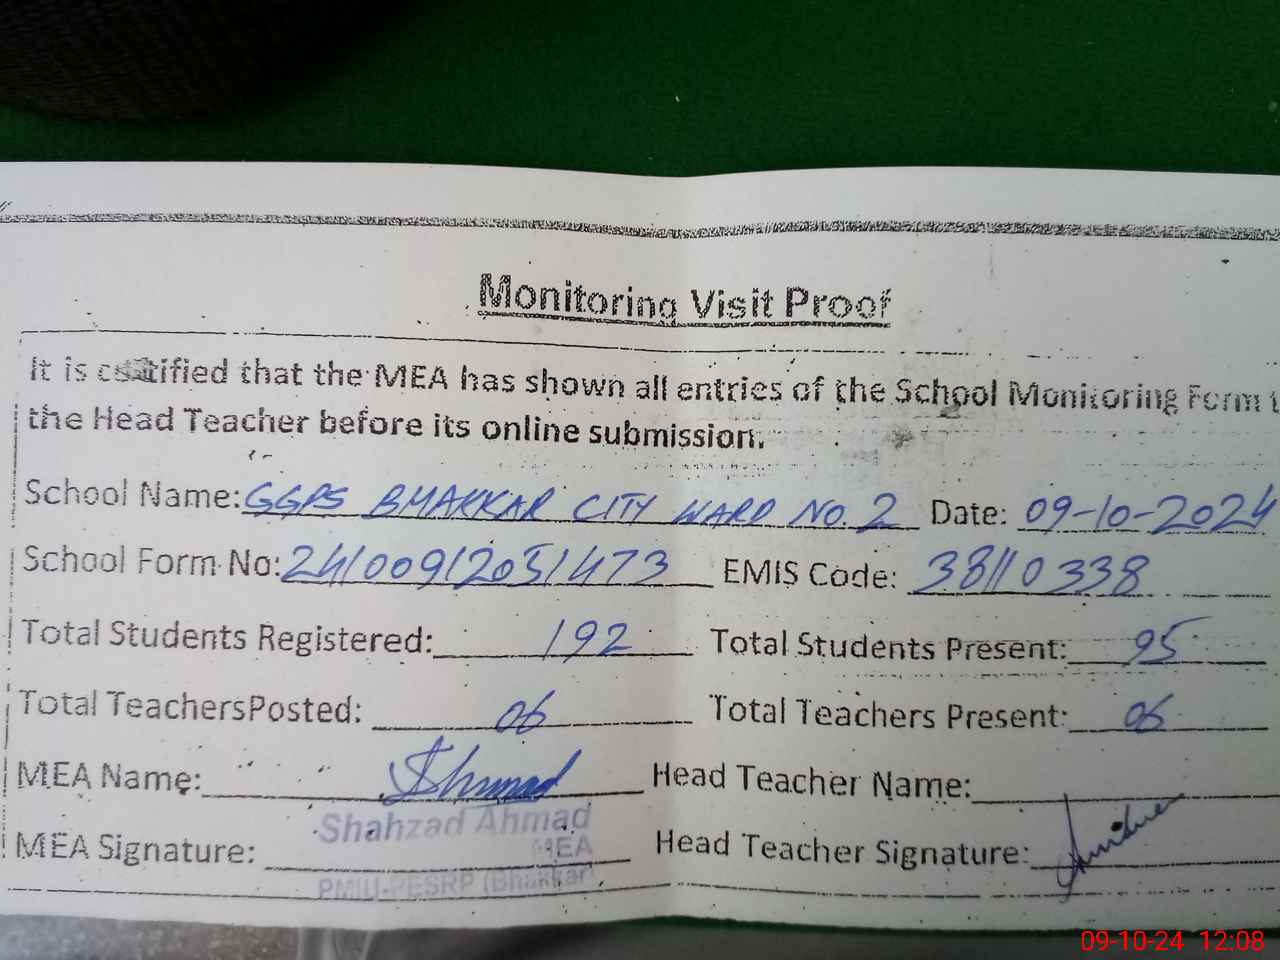 Monitoring Visit Proof
It is certified that the MEA has shown all entries of the School Monitoring Form t
the Head Teacher before its online submission.
School Name: GGPS BHAKKAR CITY WARD NO. 2 Date: 09-10-2024
School Form No: 24100912051473 EMIS Code: 38110338
Total Students Registered: 192 Total Students Present: 95
Total TeachersPosted: 06 Total Teachers Present: 06
MEA Name: SAhmad Head Teacher Name:
Shahzad Ahmad
MEA
MEA Signature: Head Teacher Signature:
PMIU-PESRP (Bhakkar)
09-10-24 12:08